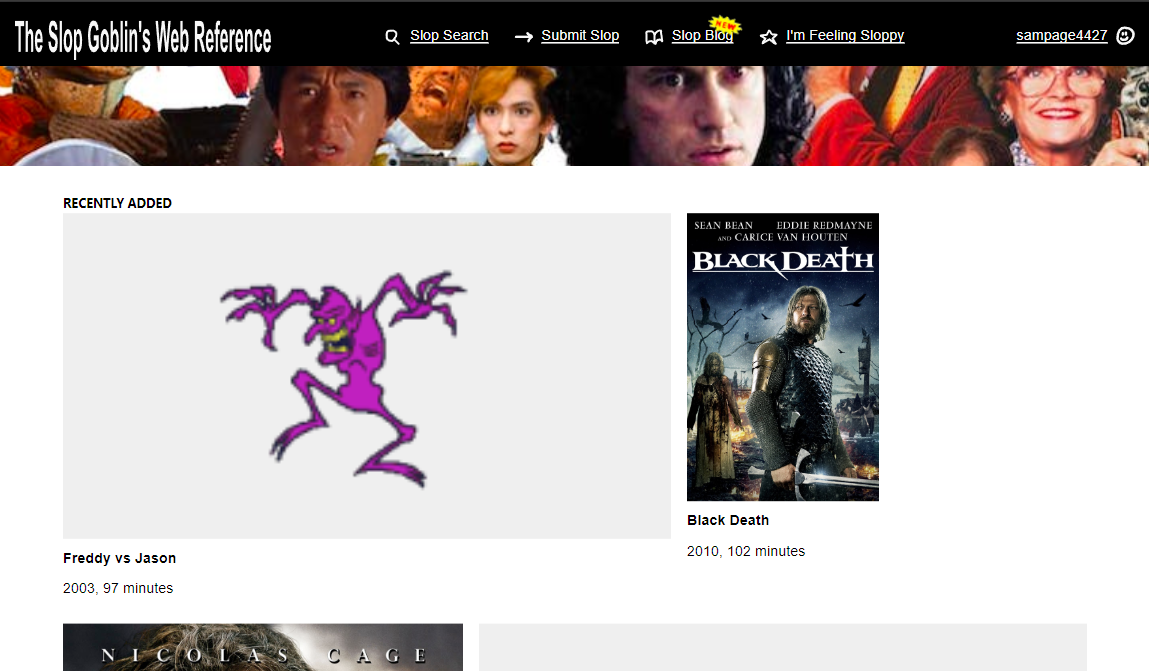 The Slop Goblin's Web Reference
Slop Search
Submit Slop
Slop Blog
NEW
I'm Feeling Sloppy
sampage4427
RECENTLY ADDED
SEAN BEAN EDDIE REDMAYNE
AND CARICE VAN HOUTEN
BLACK DEATH
Black Death
2010, 102 minutes
Freddy vs Jason
2003, 97 minutes
NICOLAS CAGE